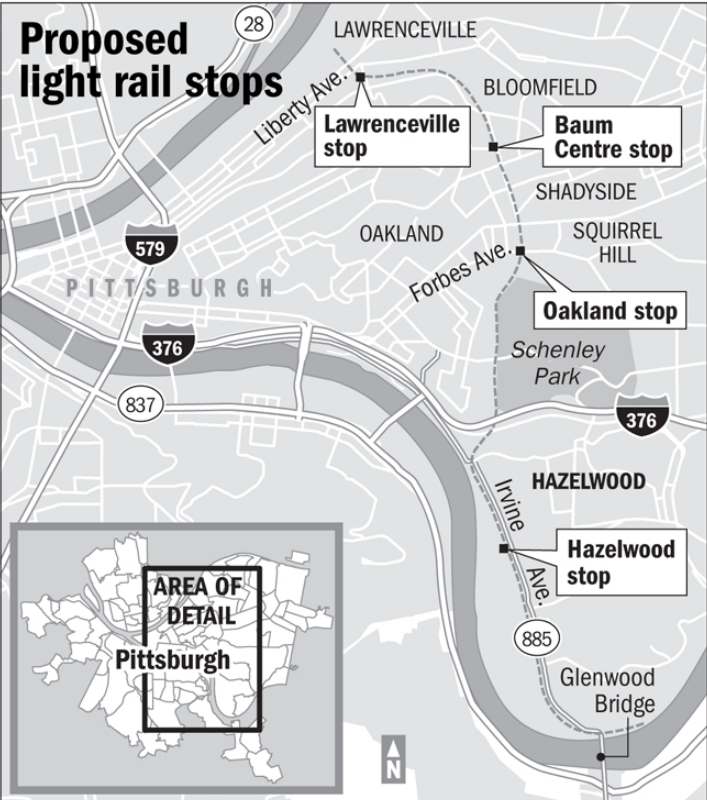 Proposed
light rail stops
28
LAWRENCEVILLE
Liberty Ave.
BLOOMFIELD
Lawrenceville
stop
Baum
Centre stop
SHADYSIDE
OAKLAND
SQUIRREL
HILL
579
Forbes Ave.
PITTSBURGH
Oakland stop
376
Schenley
Park
837
376
HAZELWOOD
Irvine
Ave.
Hazelwood
stop
AREA OF
DETAIL
Pittsburgh
885
Glenwood
Bridge
N